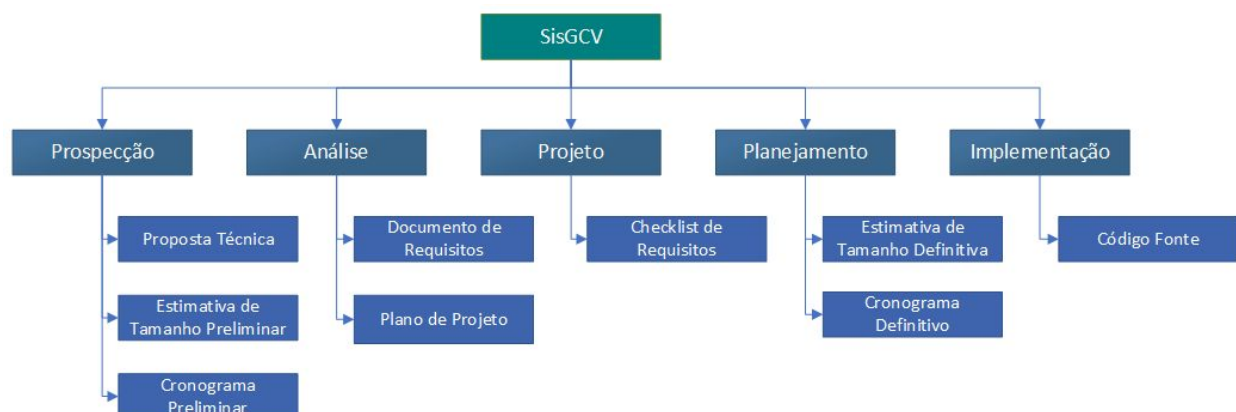 SisGCV
Prospecção
Análise
Projeto
Planejamento
Implementação
Proposta Técnica
Documento de
Requisitos
Checklist de
Requisitos
Estimativa de
Tamanho Definitiva
Código Fonte
Estimativa de
Tamanho Preliminar
Plano de Projeto
Cronograma
Definitivo
Cronograma
Preliminar